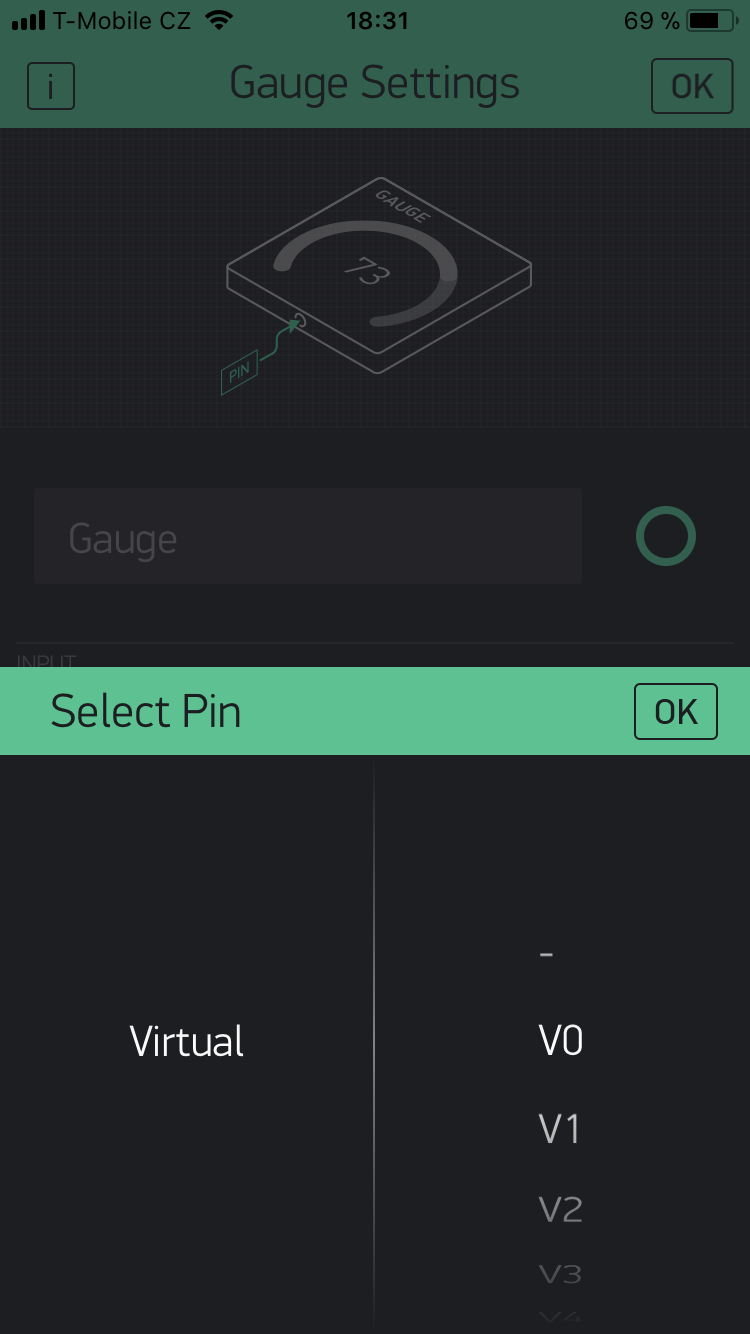 T-Mobile CZ 18:31 69 %
i Gauge Settings OK
GAUGE
73
PIN
Gauge
INPUT
Select Pin OK
-
Virtual V0
V1
V2
V3
V4